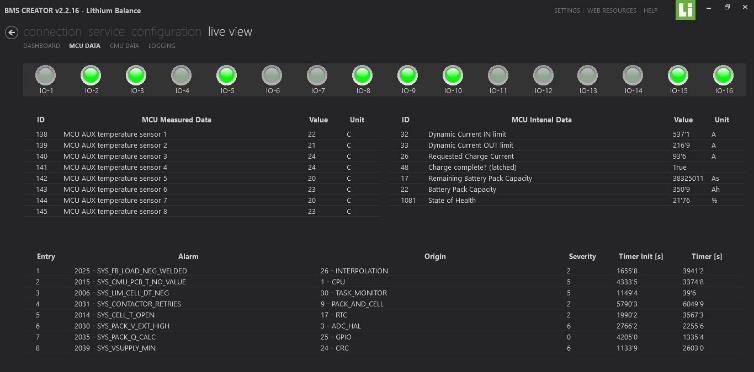 BMS CREATOR v2.2.16 - Lithium Balance
SETTINGS | WEB RESOURCES | HELP
Li
connection service configuration live view
DASHBOARD MCU DATA CMU DATA LOGGING
IO-1 IO-2 IO-3 IO-4 IO-5 IO-6 IO-7 IO-8 IO-9 IO-10 IO-11 IO-12 IO-13 IO-14 IO-15 IO-16
ID MCU Measured Data Value Unit
138 MCU AUX temperature sensor 1 22 C
139 MCU AUX temperature sensor 2 21 C
140 MCU AUX temperature sensor 3 24 C
141 MCU AUX temperature sensor 4 24 C
142 MCU AUX temperature sensor 5 20 C
143 MCU AUX temperature sensor 6 23 C
144 MCU AUX temperature sensor 7 20 C
145 MCU AUX temperature sensor 8 23 C
ID MCU Intenal Data Value Unit
32 Dynamic Current IN limit 537'1 A
33 Dynamic Current OUT limit 216'9 A
26 Requested Charge Current 93'6 A
48 Charge complete? (latched) True
17 Remaining Battery Pack Capacity 38325011 As
22 Battery Pack Capacity 350'9 Ah
1081 State of Health 21'76 %
Entry Alarm Origin Severity Timer Init [s] Timer [s]
1 2025 - SYS_FB_LOAD_NEG_WELDED 26 - INTERPOLATION 2 1655'8 3941'2
2 2015 - SYS_CMU_PCB_T_NO_VALUE 1 - CPU 5 4333'5 3374'8
3 2006 - SYS_LIM_CELL_DT_NEG 30 - TASK_MONITOR 5 1149'4 39'6
4 2031 - SYS_CONTACTOR_RETRIES 9 - PACK_AND_CELL 2 5790'3 6049'9
5 2014 - SYS_CELL_T_OPEN 17 - RTC 2 1990'2 3567'3
6 2030 - SYS_PACK_V_EXT_HIGH 3 - ADC_HAL 6 2766'2 2255'6
7 2035 - SYS_PACK_Q_CALC 25 - GPIO 0 4205'0 1335'4
8 2039 - SYS_VSUPPLY_MIN 24 - CRC 6 1133'9 2603'0